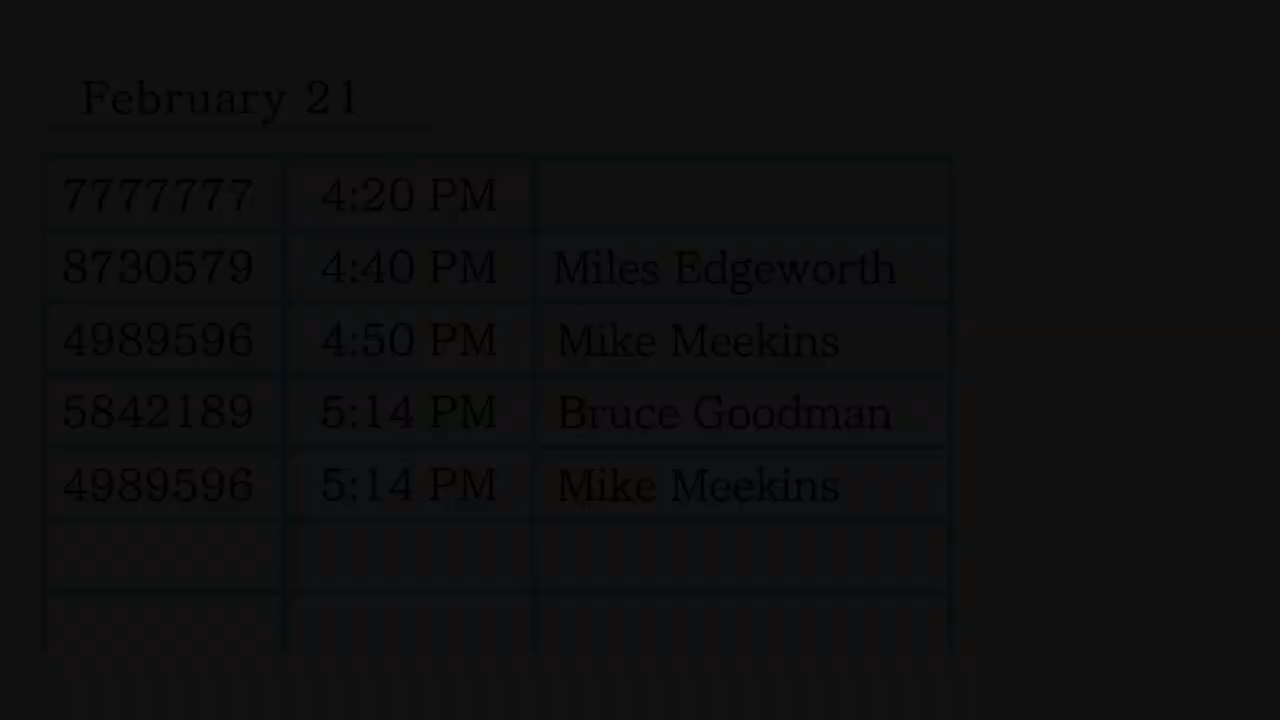 February 21
7777777 4:20 PM
8730579 4:40 PM Miles Edgeworth
4989596 4:50 PM Mike Meekins
5842189 5:14 PM Bruce Goodman
4989596 5:14 PM Mike Meekins